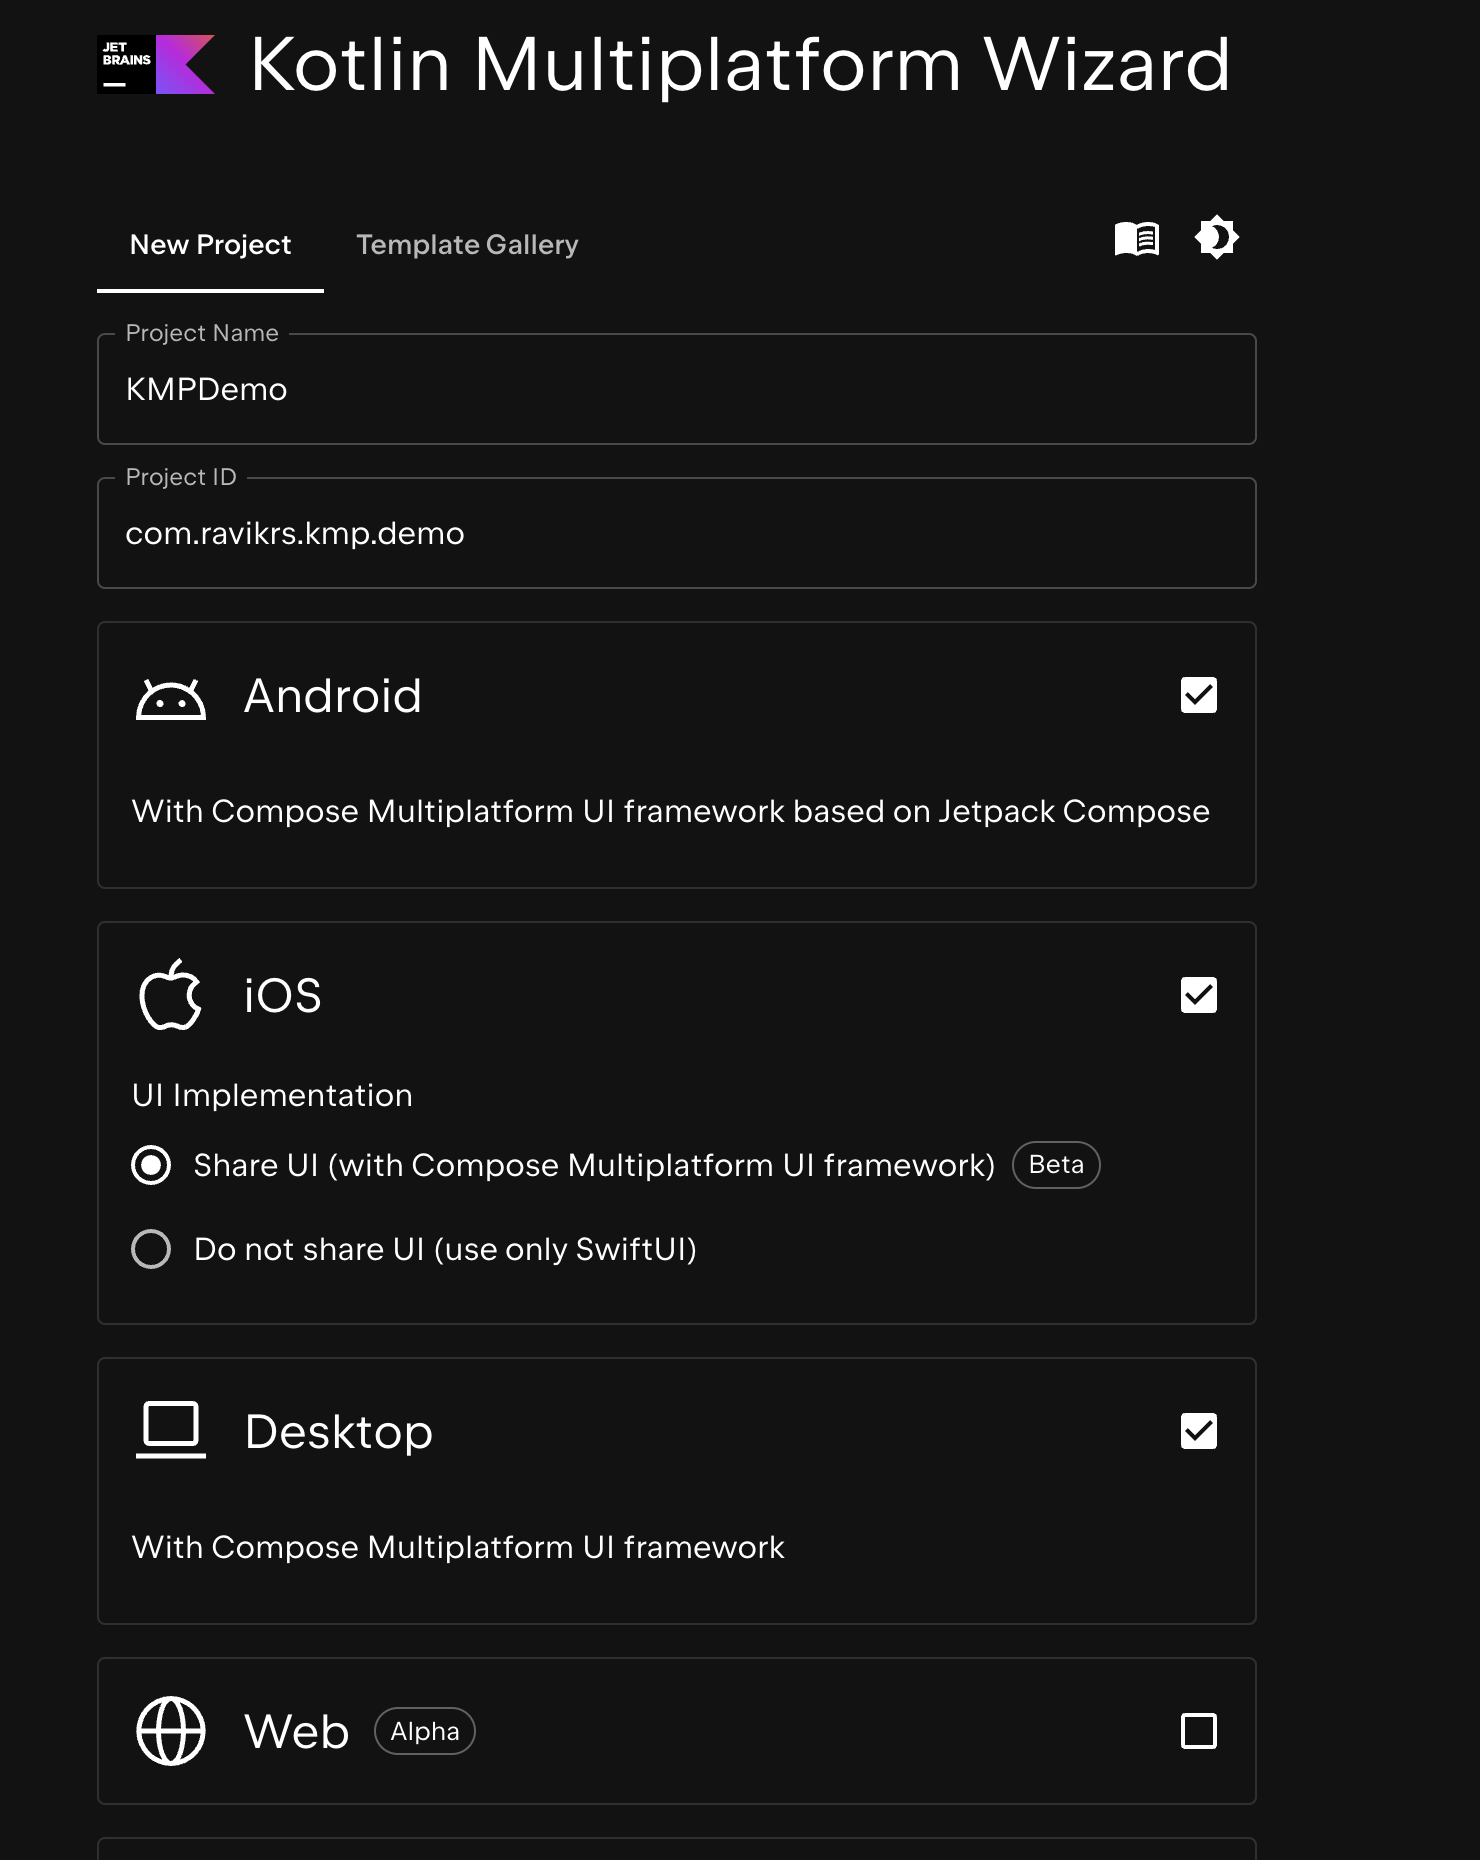 JET
BRAINS
Kotlin Multiplatform Wizard
New Project
Template Gallery
Project Name
KMPDemo
Project ID
com.ravikrs.kmp.demo
Android
With Compose Multiplatform UI framework based on Jetpack Compose
iOS
UI Implementation
Share UI (with Compose Multiplatform UI framework) Beta
Do not share UI (use only SwiftUI)
Desktop
With Compose Multiplatform UI framework
Web Alpha